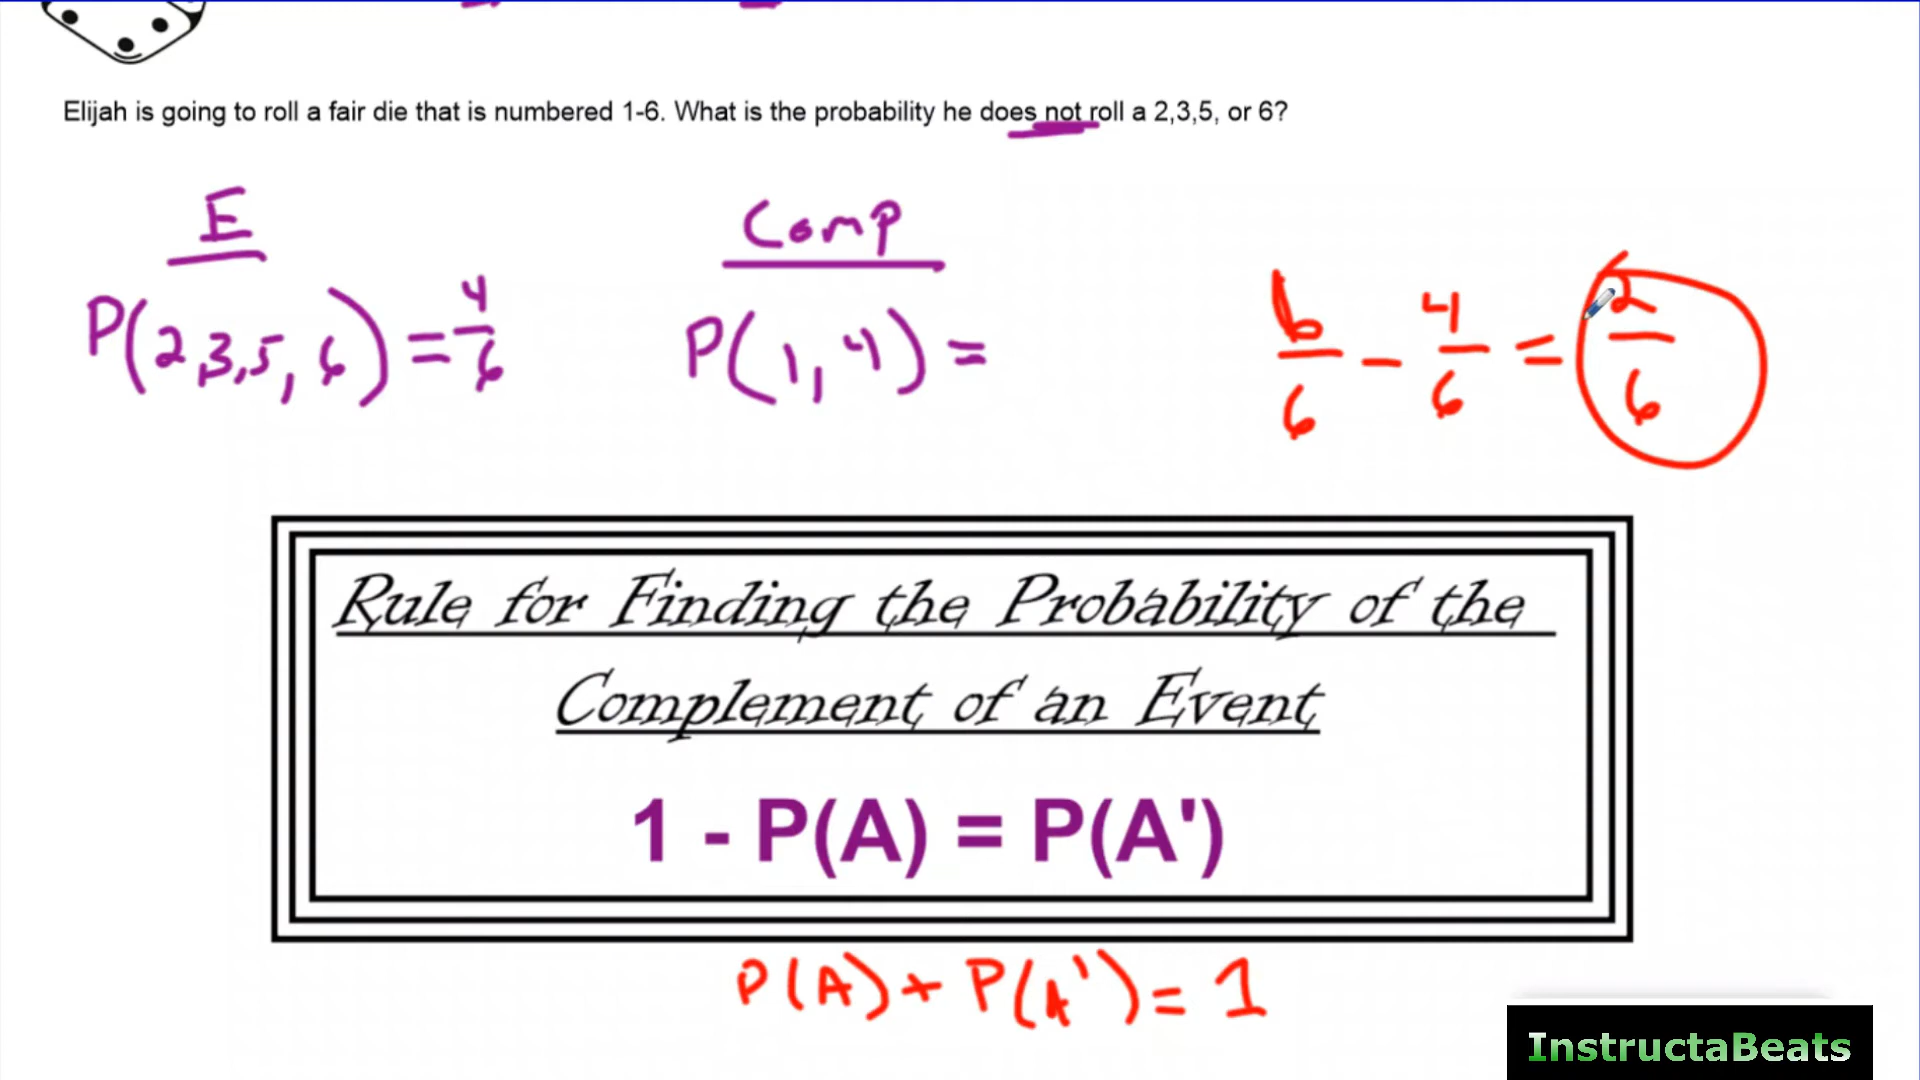 Elijah is going to roll a fair die that is numbered 1-6. What is the probability he does not roll a 2,3,5, or 6?
E
P(2,3,5,6) = 4/6
Comp
P(1,4) =
6/6 - 4/6 = 2/6
Rule for Finding the Probability of the
Complement of an Event
1 - P(A) = P(A')
P(A) + P(A') = 1
InstructaBeats